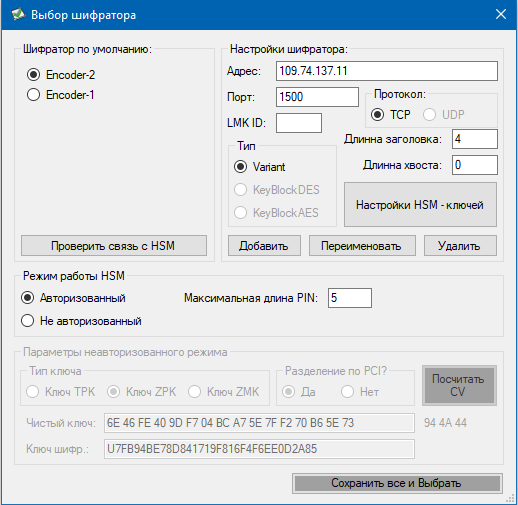 Выбор шифратора
Шифратор по умолчанию:
Encoder-2
Encoder-1
Проверить связь с HSM
Настройки шифратора:
Адрес: 109.74.137.11
Порт: 1500
Протокол:
TCP UDP
LMK ID:
Длинна заголовка: 4
Тип
Variant
KeyBlockDES
KeyBlockAES
Длинна хвоста: 0
Настройки HSM - ключей
Добавить Переименовать Удалить
Режим работы HSM
Авторизованный
Не авторизованный
Максимальная длина PIN: 5
Параметры неавторизованного режима
Тип ключа
Ключ TPK Ключ ZPK Ключ ZMK
Разделение по PCI?
Да Нет
Посчитать
CV
Чистый ключ: 6E 46 FE 40 9D F7 04 BC A7 5E 7F F2 70 B6 5E 73 94 4A 44
Ключ шифр.: U7FB94BE78D841719F816F4F6EE0D2A85
Сохранить все и Выбрать